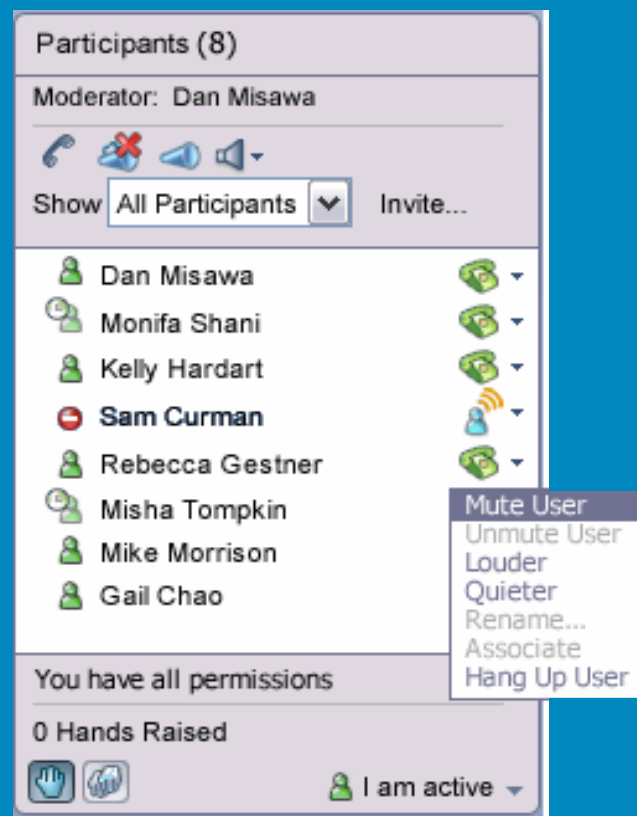 Participants (8)
Moderator: Dan Misawa
Show All Participants Invite...
Dan Misawa
Monifa Shani
Kelly Hardart
Sam Curman
Rebecca Gestner
Misha Tompkin
Mike Morrison
Gail Chao
Mute User
Unmute User
Louder
Quieter
Rename...
Associate
Hang Up User
You have all permissions
0 Hands Raised
I am active